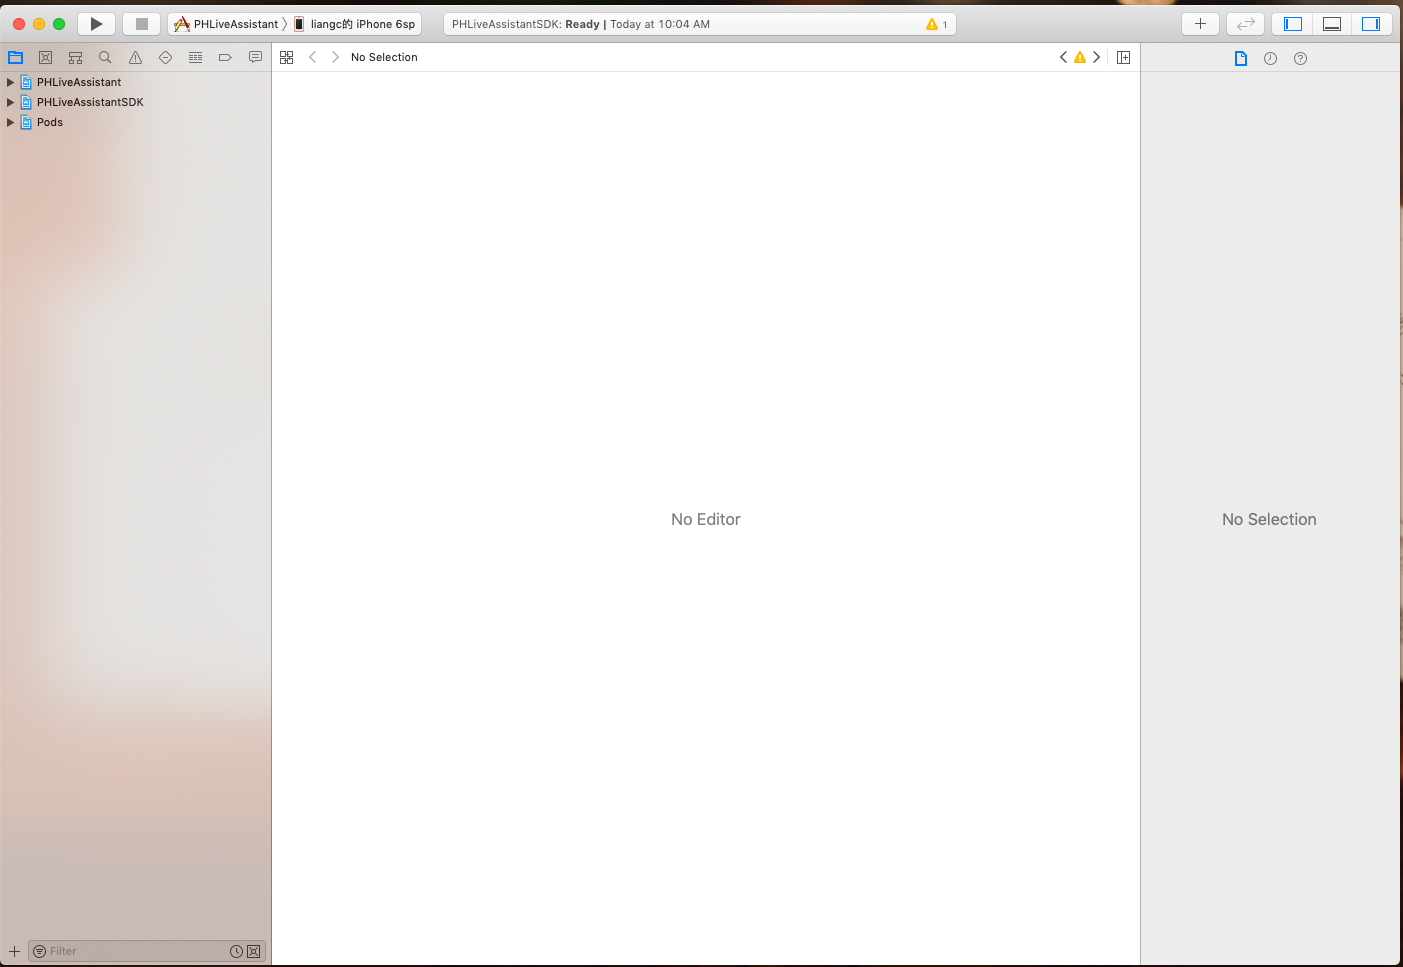 PHLiveAssistant 〉 liangc的 iPhone 6sp
PHLiveAssistantSDK: Ready | Today at 10:04 AM
1
No Selection
PHLiveAssistant
PHLiveAssistantSDK
Pods
No Editor
No Selection
Filter